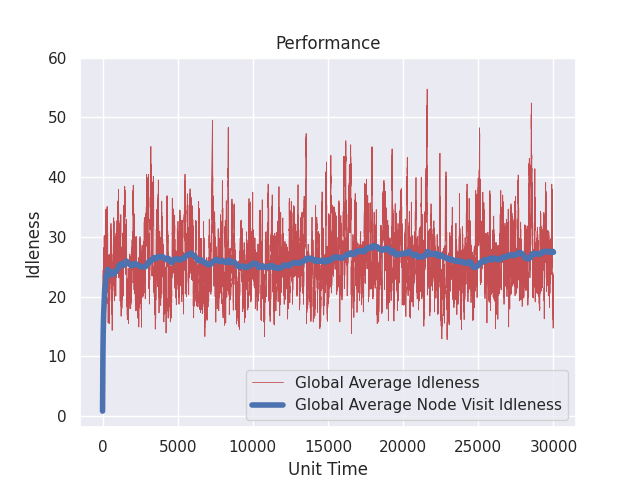 Performance
60
50
40
30
20
10
0
Idleness
Global Average Idleness
Global Average Node Visit Idleness
0 5000 10000 15000 20000 25000 30000
Unit Time